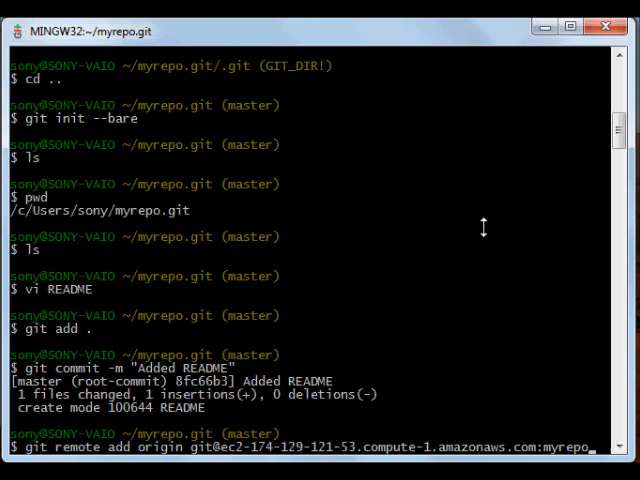 MINGW32:~/myrepo.git
sony@SONY-VAIO ~/myrepo.git/.git (GIT_DIR!)
$ cd ..
sony@SONY-VAIO ~/myrepo.git (master)
$ git init --bare
sony@SONY-VAIO ~/myrepo.git (master)
$ ls
sony@SONY-VAIO ~/myrepo.git (master)
$ pwd
/c/Users/sony/myrepo.git
sony@SONY-VAIO ~/myrepo.git (master)
$ ls
sony@SONY-VAIO ~/myrepo.git (master)
$ vi README
sony@SONY-VAIO ~/myrepo.git (master)
$ git add .
sony@SONY-VAIO ~/myrepo.git (master)
$ git commit -m "Added README"
[master (root-commit) 8fc66b3] Added README
1 files changed, 1 insertions(+), 0 deletions(-)
create mode 100644 README
sony@SONY-VAIO ~/myrepo.git (master)
$ git remote add origin git@ec2-174-129-121-53.compute-1.amazonaws.com:myrepo